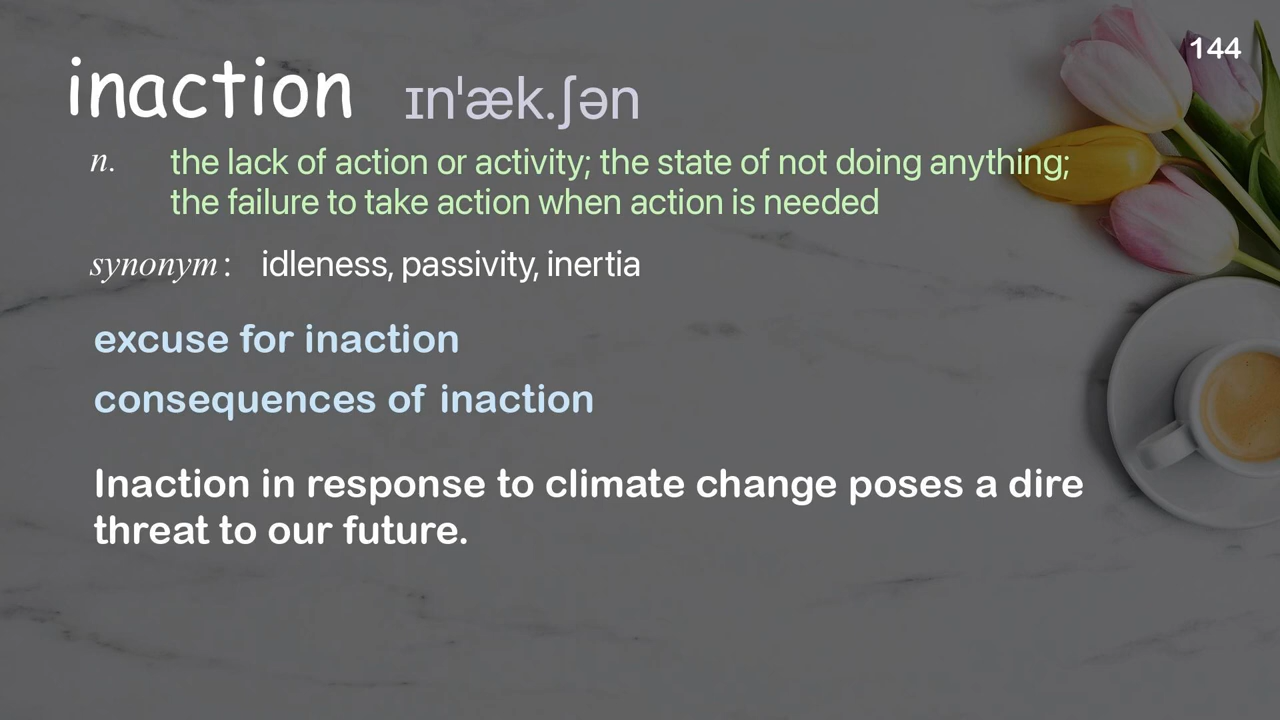 144
inaction ɪn'æk.ʃən
n. the lack of action or activity; the state of not doing anything;
the failure to take action when action is needed
synonym: idleness, passivity, inertia
excuse for inaction
consequences of inaction
Inaction in response to climate change poses a dire
threat to our future.